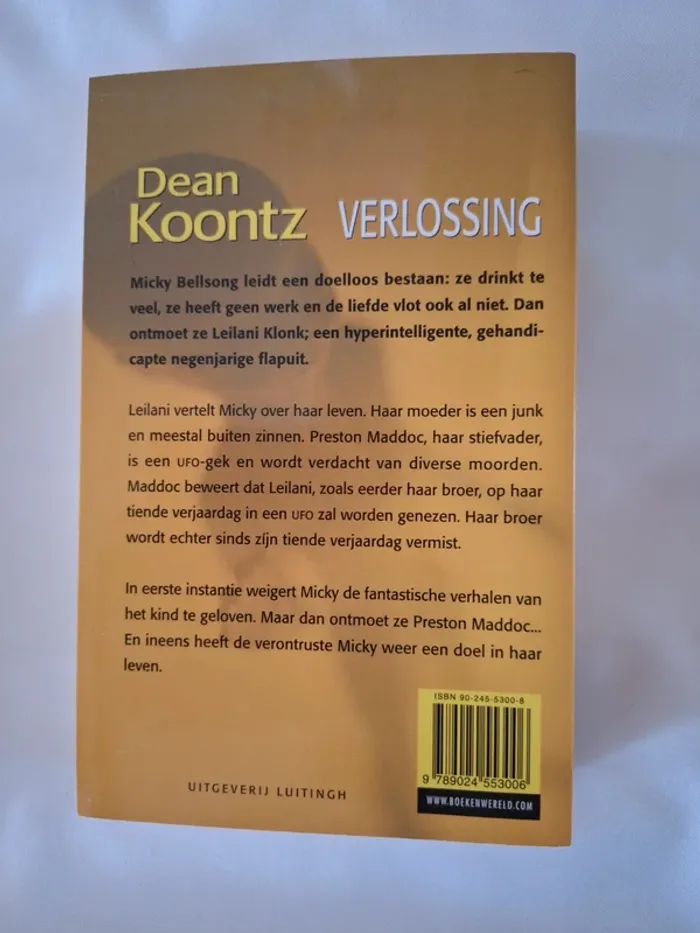 Dean
Koontz VERLOSSING
Micky Bellsong leidt een doelloos bestaan: ze drinkt te
veel, ze heeft geen werk en de liefde vlot ook al niet. Dan
ontmoet ze Leilani Klonk; een hyperintelligente, gehandi-
capte negenjarige flapuit.
Leilani vertelt Micky over haar leven. Haar moeder is een junk
en meestal buiten zinnen. Preston Maddoc, haar stiefvader,
is een UFO-gek en wordt verdacht van diverse moorden.
Maddoc beweert dat Leilani, zoals eerder haar broer, op haar
tiende verjaardag in een UFO zal worden genezen. Haar broer
wordt echter sinds zíjn tiende verjaardag vermist.
In eerste instantie weigert Micky de fantastische verhalen van
het kind te geloven. Maar dan ontmoet ze Preston Maddoc...
En ineens heeft de verontruste Micky weer een doel in haar
leven.
ISBN 90-245-5300-8
9 789024 553006
WWW.BOEKENWERELD.COM
UITGEVERIJ LUITINGH